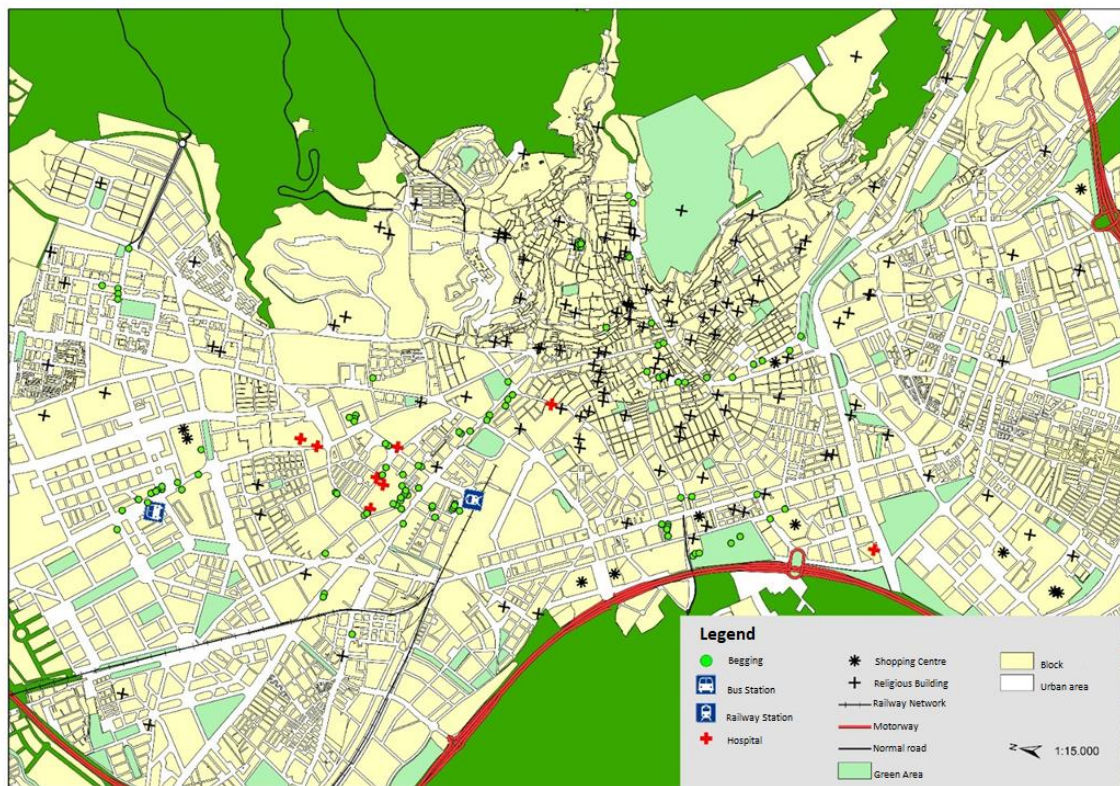 Legend
Begging
Bus Station
Railway Station
Hospital
Shopping Centre
Religious Building
Railway Network
Motorway
Normal road
Green Area
Block
Urban area
N
1:15.000